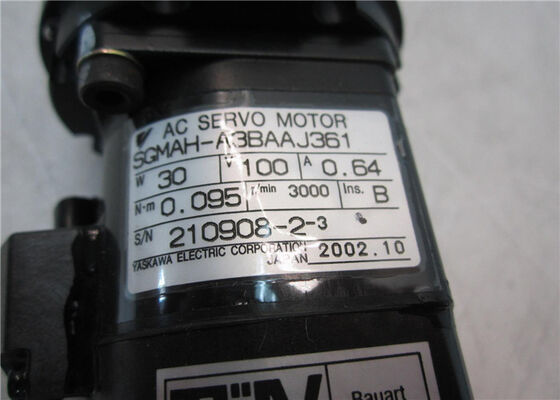 AC SERVO MOTOR
SGMAH-A3BAAJ361
W 30 V 100 A 0.64
N-m 0.095 r/min 3000 Ins. B
S/N 210908-2-3
YASKAWA ELECTRIC CORPORATION 2002.10
JAPAN
TÜV Bauart